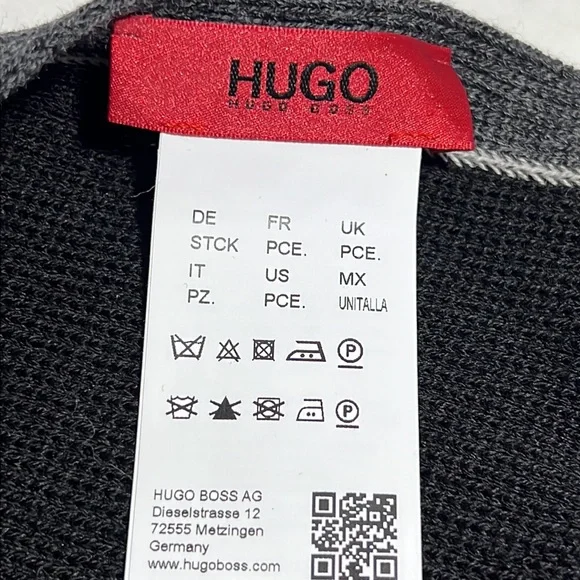 HUGO
HUGO BOSS
DE FR UK
STCK PCE. PCE.
IT US MX
PZ. PCE. UNITALLA
P
P
HUGO BOSS AG
Dieselstrasse 12
72555 Metzingen
Germany
www.hugoboss.com